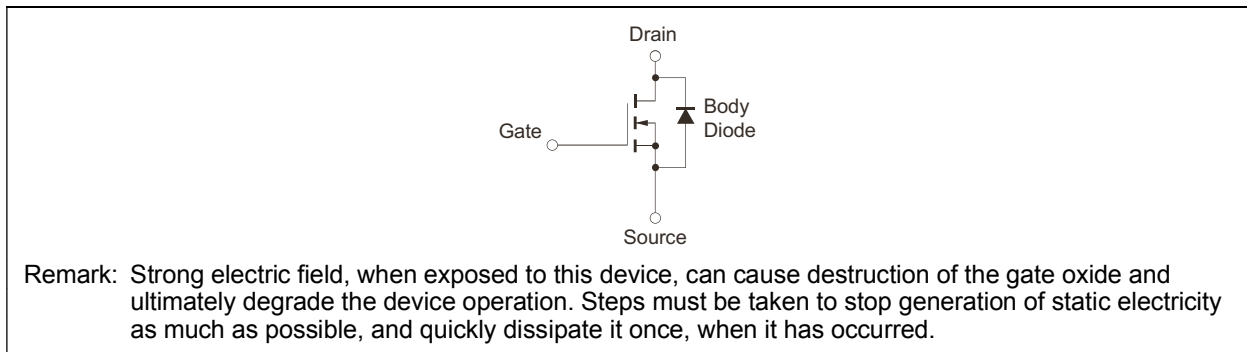 Drain
Body
Diode
Gate
Source
Remark: Strong electric field, when exposed to this device, can cause destruction of the gate oxide and
ultimately degrade the device operation. Steps must be taken to stop generation of static electricity
as much as possible, and quickly dissipate it once, when it has occurred.